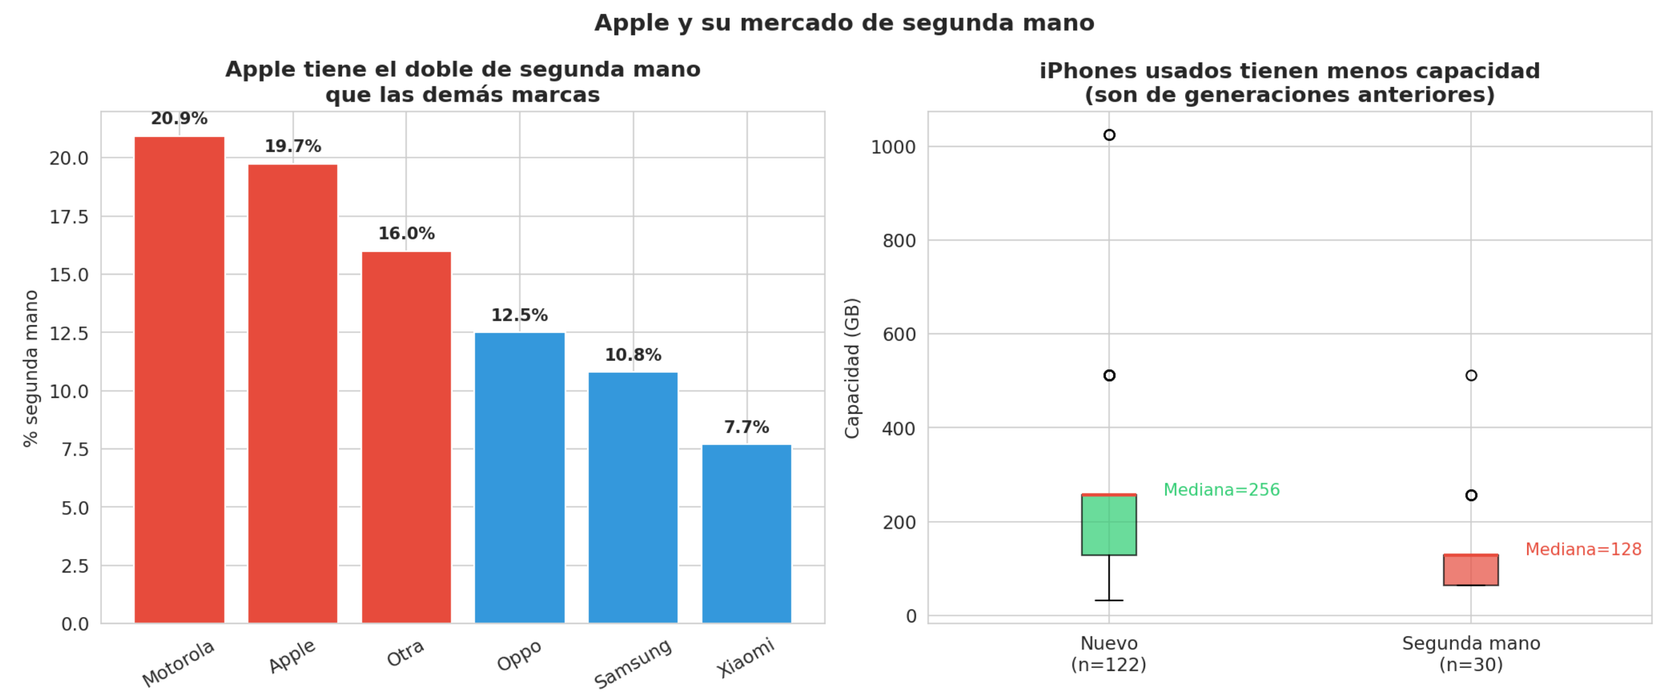 Apple y su mercado de segunda mano
Apple tiene el doble de segunda mano
que las demás marcas
% segunda mano
20.0
17.5
15.0
12.5
10.0
7.5
5.0
2.5
0.0
20.9%
19.7%
16.0%
12.5%
10.8%
7.7%
Motorola
Apple
Otra
Oppo
Samsung
Xiaomi
iPhones usados tienen menos capacidad
(son de generaciones anteriores)
Capacidad (GB)
1000
800
600
400
200
0
Mediana=256
Mediana=128
Nuevo
(n=122)
Segunda mano
(n=30)